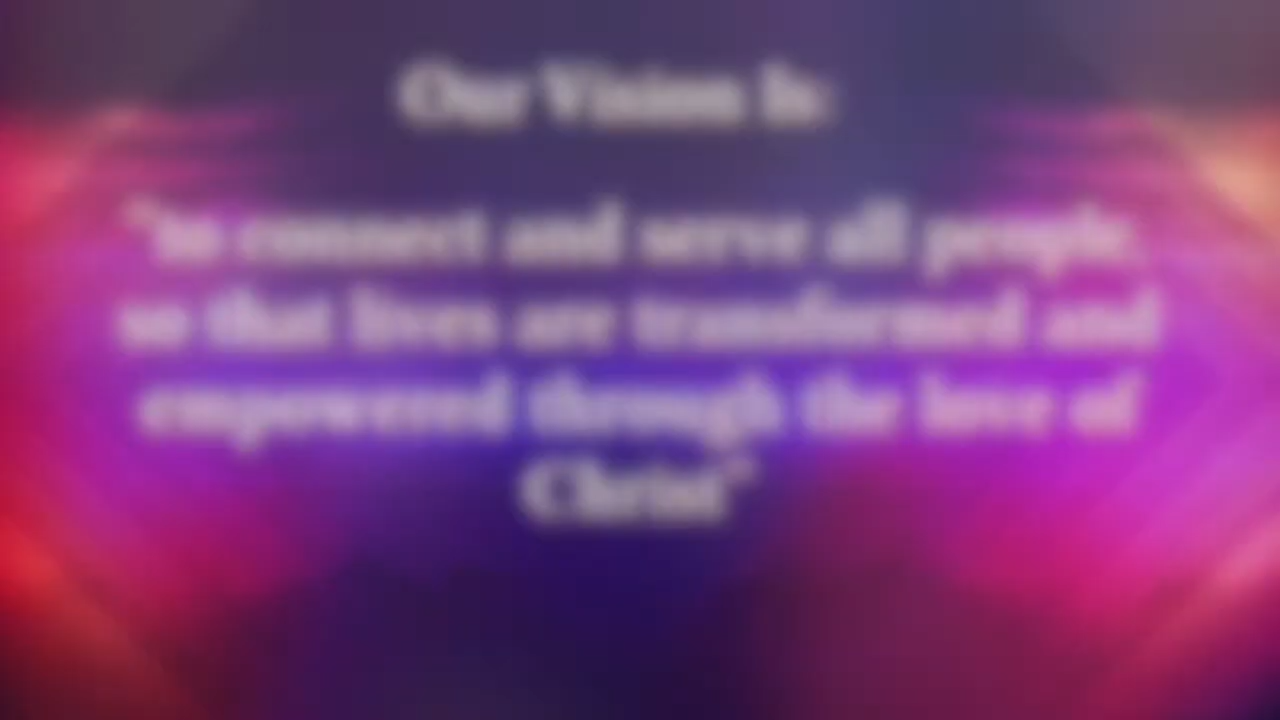 Our Vision Is:
"to connect and serve all people,
so that lives are transformed and
empowered through the love of
Christ"